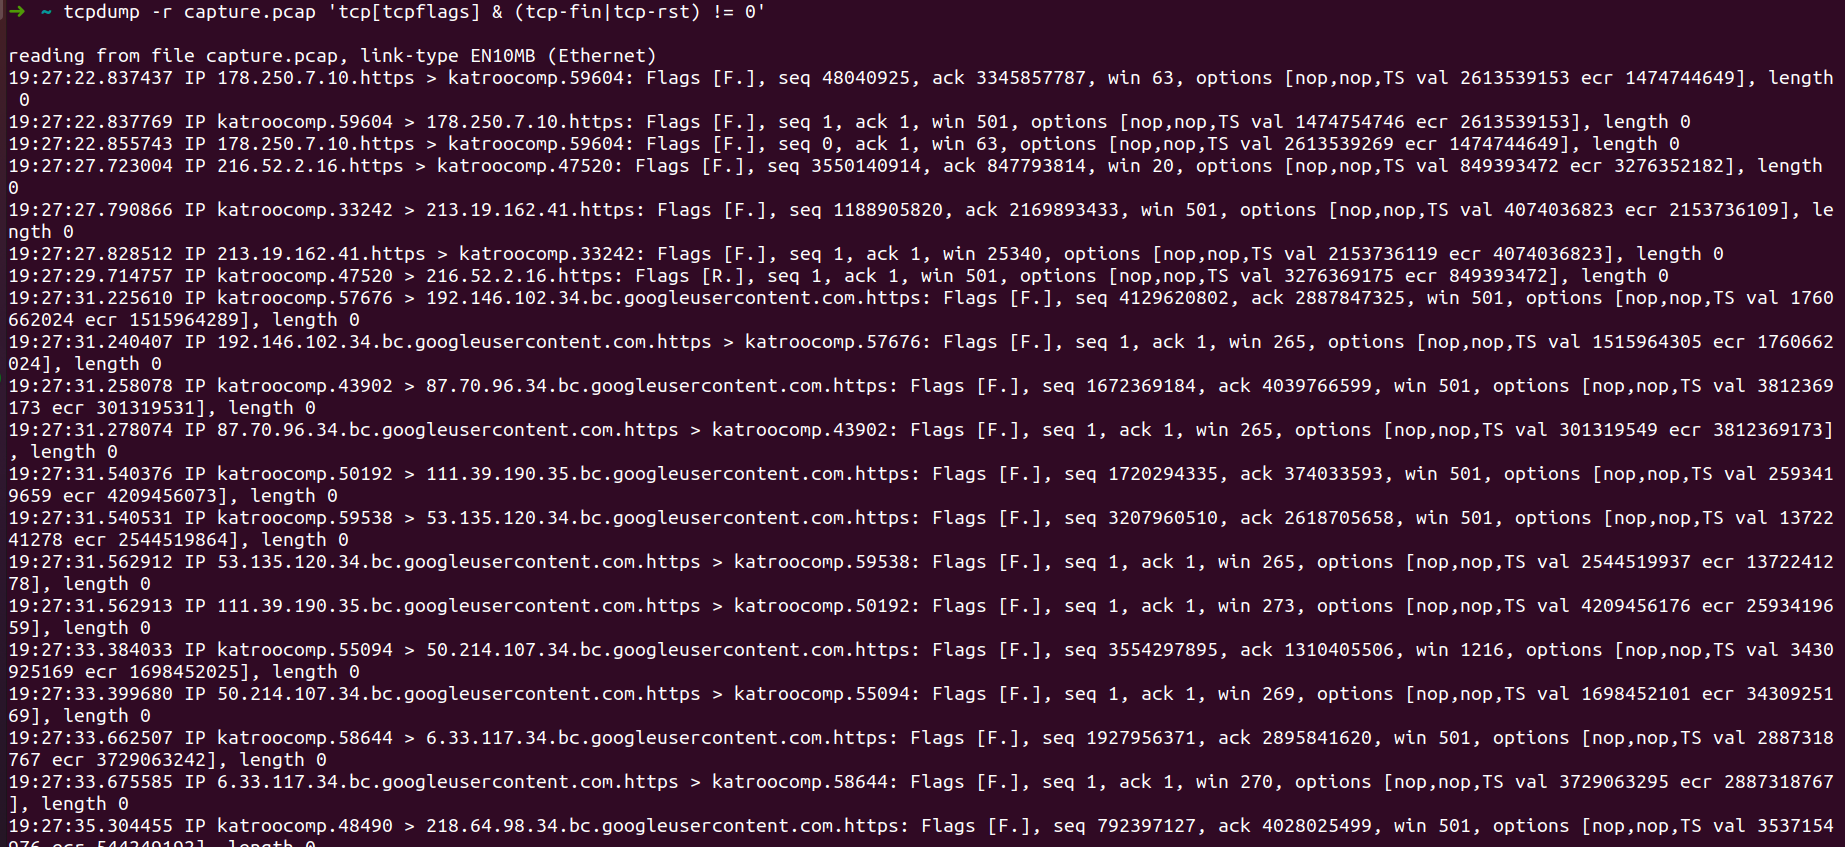 ➜ ~ tcpdump -r capture.pcap 'tcp[tcpflags] & (tcp-fin|tcp-rst) != 0'
reading from file capture.pcap, link-type EN10MB (Ethernet)
19:27:22.837437 IP 178.250.7.10.https > katroocomp.59604: Flags [F.], seq 48040925, ack 3345857787, win 63, options [nop,nop,TS val 2613539153 ecr 1474744649], length
 0
19:27:22.837769 IP katroocomp.59604 > 178.250.7.10.https: Flags [F.], seq 1, ack 1, win 501, options [nop,nop,TS val 1474754746 ecr 2613539153], length 0
19:27:22.855743 IP 178.250.7.10.https > katroocomp.59604: Flags [F.], seq 0, ack 1, win 63, options [nop,nop,TS val 2613539269 ecr 1474744649], length 0
19:27:27.723004 IP 216.52.2.16.https > katroocomp.47520: Flags [F.], seq 3550140914, ack 847793814, win 20, options [nop,nop,TS val 849393472 ecr 3276352182], length
0
19:27:27.790866 IP katroocomp.33242 > 213.19.162.41.https: Flags [F.], seq 1188905820, ack 2169893433, win 501, options [nop,nop,TS val 4074036823 ecr 2153736109], le
ngth 0
19:27:27.828512 IP 213.19.162.41.https > katroocomp.33242: Flags [F.], seq 1, ack 1, win 25340, options [nop,nop,TS val 2153736119 ecr 4074036823], length 0
19:27:29.714757 IP katroocomp.47520 > 216.52.2.16.https: Flags [R.], seq 1, ack 1, win 501, options [nop,nop,TS val 3276369175 ecr 849393472], length 0
19:27:31.225610 IP katroocomp.57676 > 192.146.102.34.bc.googleusercontent.com.https: Flags [F.], seq 4129620802, ack 2887847325, win 501, options [nop,nop,TS val 1760
662024 ecr 1515964289], length 0
19:27:31.240407 IP 192.146.102.34.bc.googleusercontent.com.https > katroocomp.57676: Flags [F.], seq 1, ack 1, win 265, options [nop,nop,TS val 1515964305 ecr 1760662
024], length 0
19:27:31.258078 IP katroocomp.43902 > 87.70.96.34.bc.googleusercontent.com.https: Flags [F.], seq 1672369184, ack 4039766599, win 501, options [nop,nop,TS val 3812369
173 ecr 301319531], length 0
19:27:31.278074 IP 87.70.96.34.bc.googleusercontent.com.https > katroocomp.43902: Flags [F.], seq 1, ack 1, win 265, options [nop,nop,TS val 301319549 ecr 3812369173]
, length 0
19:27:31.540376 IP katroocomp.50192 > 111.39.190.35.bc.googleusercontent.com.https: Flags [F.], seq 1720294335, ack 374033593, win 501, options [nop,nop,TS val 259341
9659 ecr 4209456073], length 0
19:27:31.540531 IP katroocomp.59538 > 53.135.120.34.bc.googleusercontent.com.https: Flags [F.], seq 3207960510, ack 2618705658, win 501, options [nop,nop,TS val 13722
41278 ecr 2544519864], length 0
19:27:31.562912 IP 53.135.120.34.bc.googleusercontent.com.https > katroocomp.59538: Flags [F.], seq 1, ack 1, win 265, options [nop,nop,TS val 2544519937 ecr 13722412
78], length 0
19:27:31.562913 IP 111.39.190.35.bc.googleusercontent.com.https > katroocomp.50192: Flags [F.], seq 1, ack 1, win 273, options [nop,nop,TS val 4209456176 ecr 25934196
59], length 0
19:27:33.384033 IP katroocomp.55094 > 50.214.107.34.bc.googleusercontent.com.https: Flags [F.], seq 3554297895, ack 1310405506, win 1216, options [nop,nop,TS val 3430
925169 ecr 1698452025], length 0
19:27:33.399680 IP 50.214.107.34.bc.googleusercontent.com.https > katroocomp.55094: Flags [F.], seq 1, ack 1, win 269, options [nop,nop,TS val 1698452101 ecr 34309251
69], length 0
19:27:33.662507 IP katroocomp.58644 > 6.33.117.34.bc.googleusercontent.com.https: Flags [F.], seq 1927956371, ack 2895841620, win 501, options [nop,nop,TS val 2887318
767 ecr 3729063242], length 0
19:27:33.675585 IP 6.33.117.34.bc.googleusercontent.com.https > katroocomp.58644: Flags [F.], seq 1, ack 1, win 270, options [nop,nop,TS val 3729063295 ecr 2887318767
], length 0
19:27:35.304455 IP katroocomp.48490 > 218.64.98.34.bc.googleusercontent.com.https: Flags [F.], seq 792397127, ack 4028025499, win 501, options [nop,nop,TS val 3537154
ecr length 0